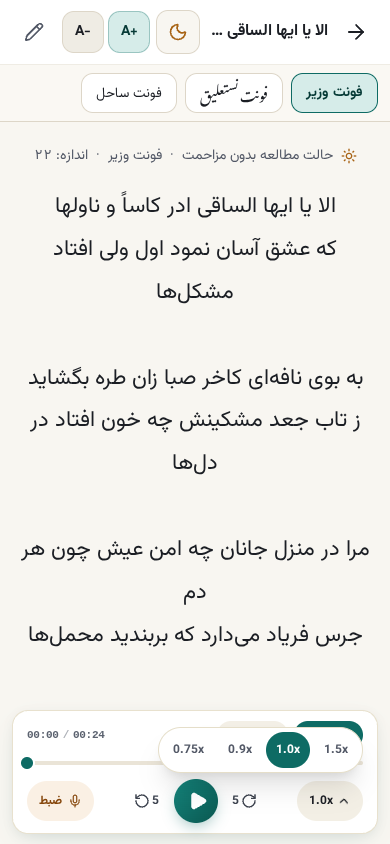 الا یا ایها الساقی ...
A+
A-
فونت وزیر
فونت نستعلیق
فونت ساحل
حالت مطالعه بدون مزاحمت · فونت وزیر · اندازه: ۲۲
الا یا ایها الساقی ادر کاساً و ناولها
که عشق آسان نمود اول ولی افتاد
مشکل‌ها
به بوی نافه‌ای کاخر صبا زان طره بگشاید
ز تاب جعد مشکینش چه خون افتاد در
دل‌ها
مرا در منزل جانان چه امن عیش چون هر
دم
جرس فریاد می‌دارد که بربندید محمل‌ها
00:00 / 00:24
0.75x 0.9x 1.0x 1.5x
ضبط
5
5
1.0x